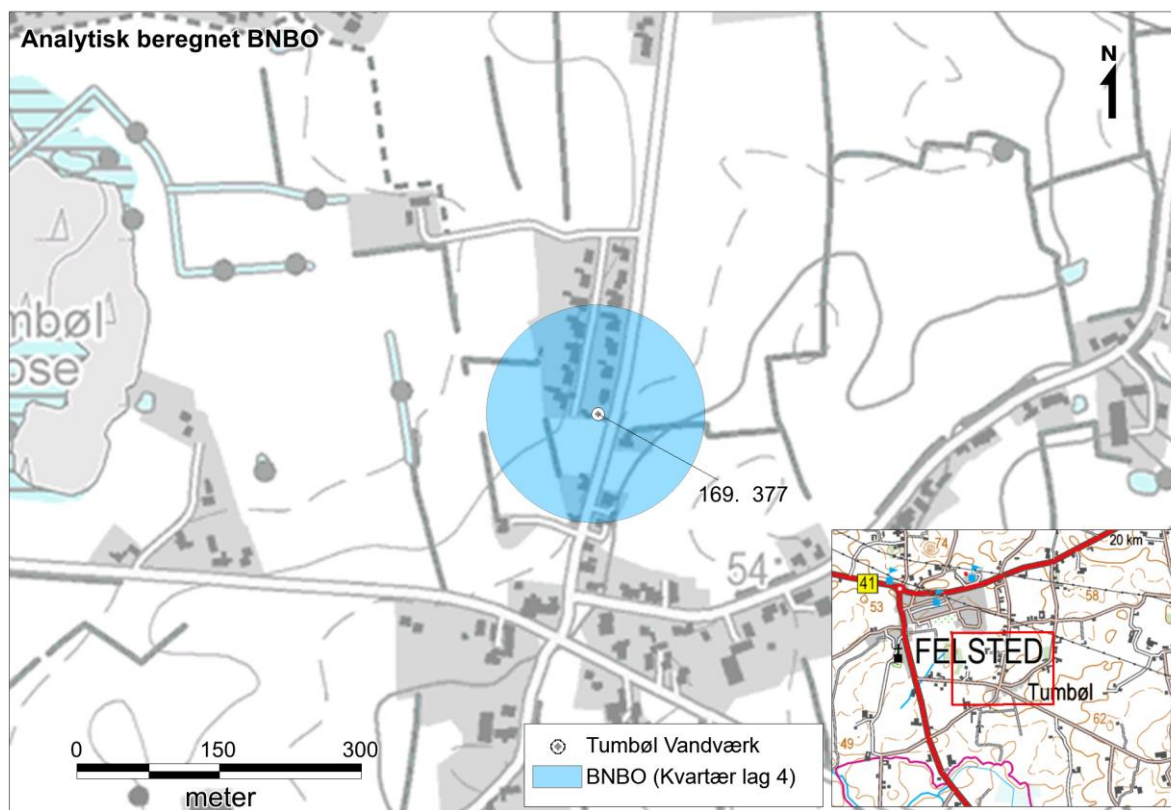 Analytisk beregnet BNBO
N
mbøl
ose
169. 377
54
0 150 300
meter
Tumbøl Vandværk
BNBO (Kvartær lag 4)
74
20 km
41
53
58
FELSTED
Tumbøl
62
49